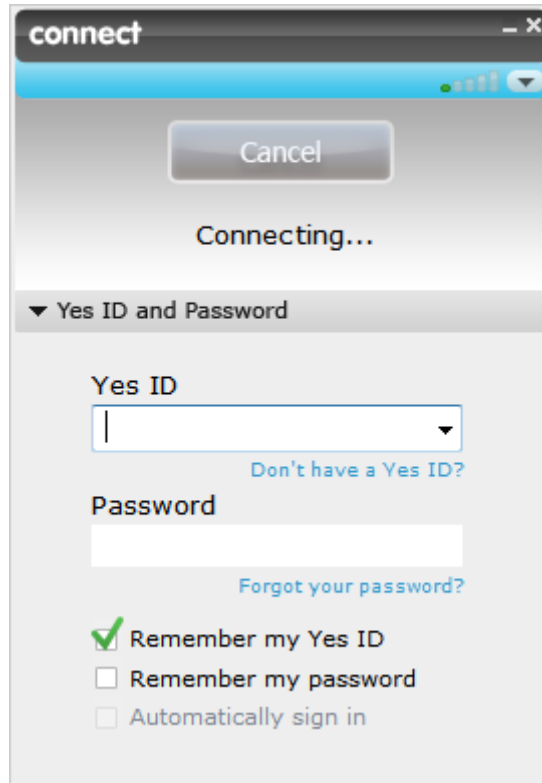 connect
Cancel
Connecting...
Yes ID and Password
Yes ID
Don't have a Yes ID?
Password
Forgot your password?
Remember my Yes ID
Remember my password
Automatically sign in